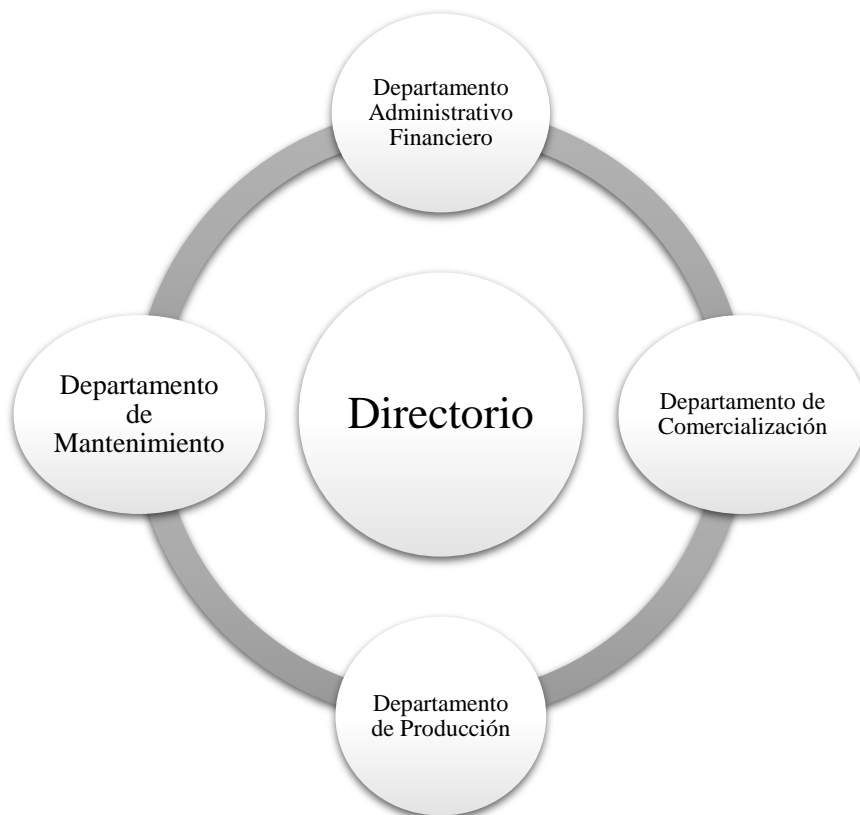 Departamento
Administrativo
Financiero
Departamento
de
Mantenimiento
Directorio
Departamento de
Comercialización
Departamento
de Producción